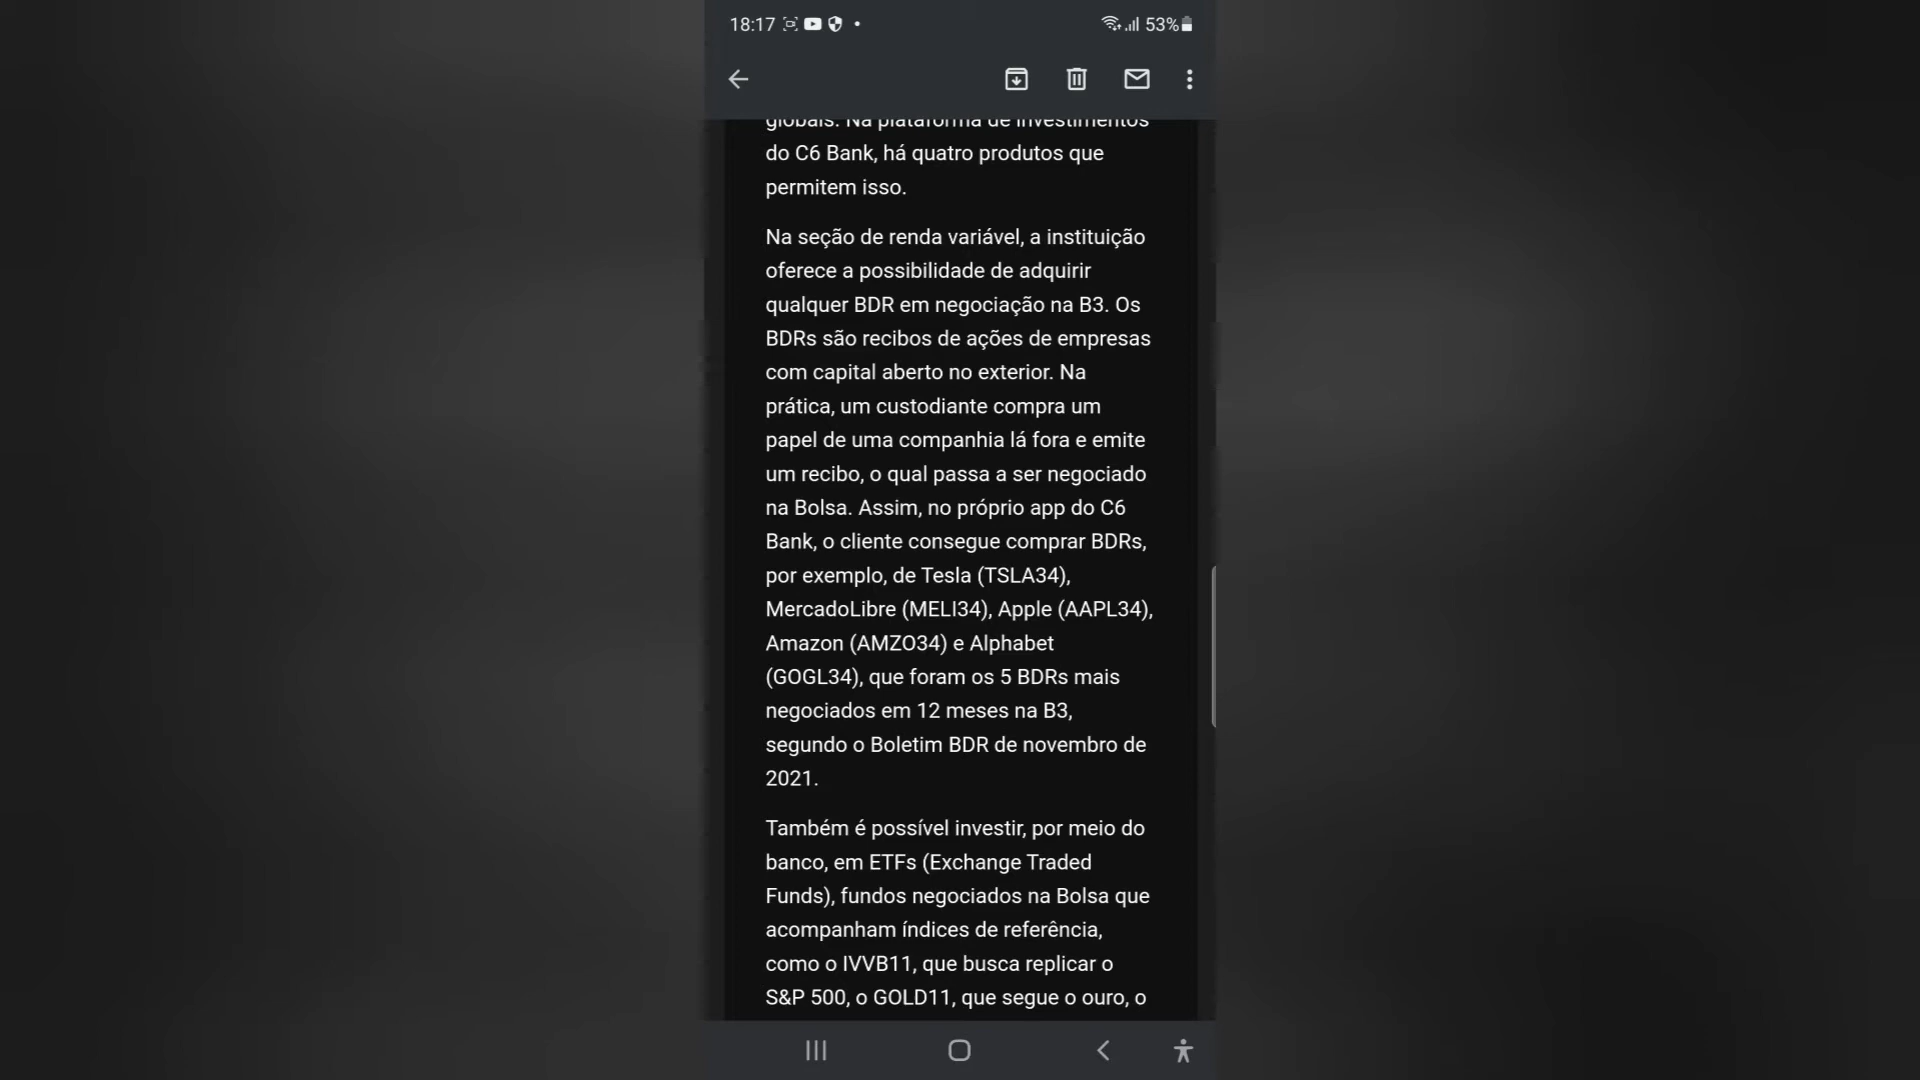 18:17
53%
globais. Na plataforma de investimentos
do C6 Bank, há quatro produtos que
permitem isso.
Na seção de renda variável, a instituição
oferece a possibilidade de adquirir
qualquer BDR em negociação na B3. Os
BDRs são recibos de ações de empresas
com capital aberto no exterior. Na
prática, um custodiante compra um
papel de uma companhia lá fora e emite
um recibo, o qual passa a ser negociado
na Bolsa. Assim, no próprio app do C6
Bank, o cliente consegue comprar BDRs,
por exemplo, de Tesla (TSLA34),
MercadoLibre (MELI34), Apple (AAPL34),
Amazon (AMZO34) e Alphabet
(GOGL34), que foram os 5 BDRs mais
negociados em 12 meses na B3,
segundo o Boletim BDR de novembro de
2021.
Também é possível investir, por meio do
banco, em ETFs (Exchange Traded
Funds), fundos negociados na Bolsa que
acompanham índices de referência,
como o IVVB11, que busca replicar o
S&P 500, o GOLD11, que segue o ouro, o